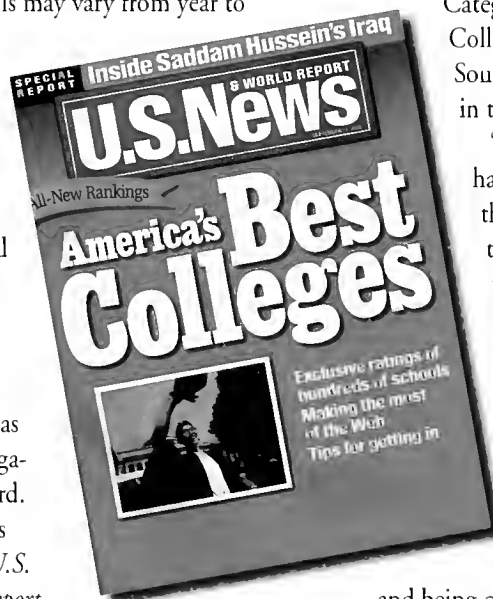 ls may vary from year to
SPECIAL REPORT Inside Saddam Hussein's Iraq
U.S.News
& WORLD REPORT
All-New Rankings
America's Best
Colleges
Exclusive ratings of
hundreds of schools
Making the most
of the Web
Tips for getting in
l
as
ga-
rd.
s
U.S.
port
Categ
Coll
Sou
in t
ha
th
t
and being o